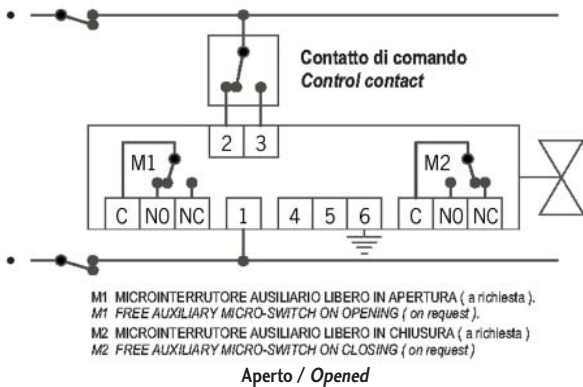 Contatto di comando
Control contact
2 3
M1 M2
C NO NC 1 4 5 6 C NO NC
M1 MICROINTERRUTORE AUSILIARIO LIBERO IN APERTURA ( a richiesta ).
M1 FREE AUXILIARY MICRO-SWITCH ON OPENING ( on request ).
M2 MICROINTERRUTORE AUSILIARIO LIBERO IN CHIUSURA ( a richiesta )
M2 FREE AUXILIARY MICRO-SWITCH ON CLOSING ( on request )
Aperto / Opened